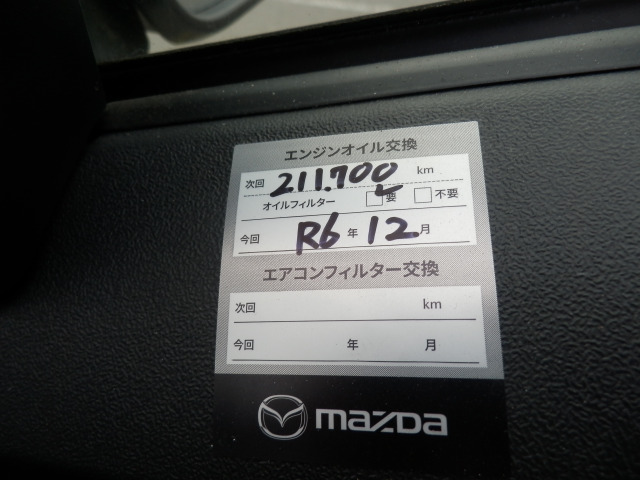 エンジンオイル交換
次回 211.700 km
オイルフィルター 要 不要
今回 R6 年 12 月
エアコンフィルター交換
次回 km
今回 年 月
mazda